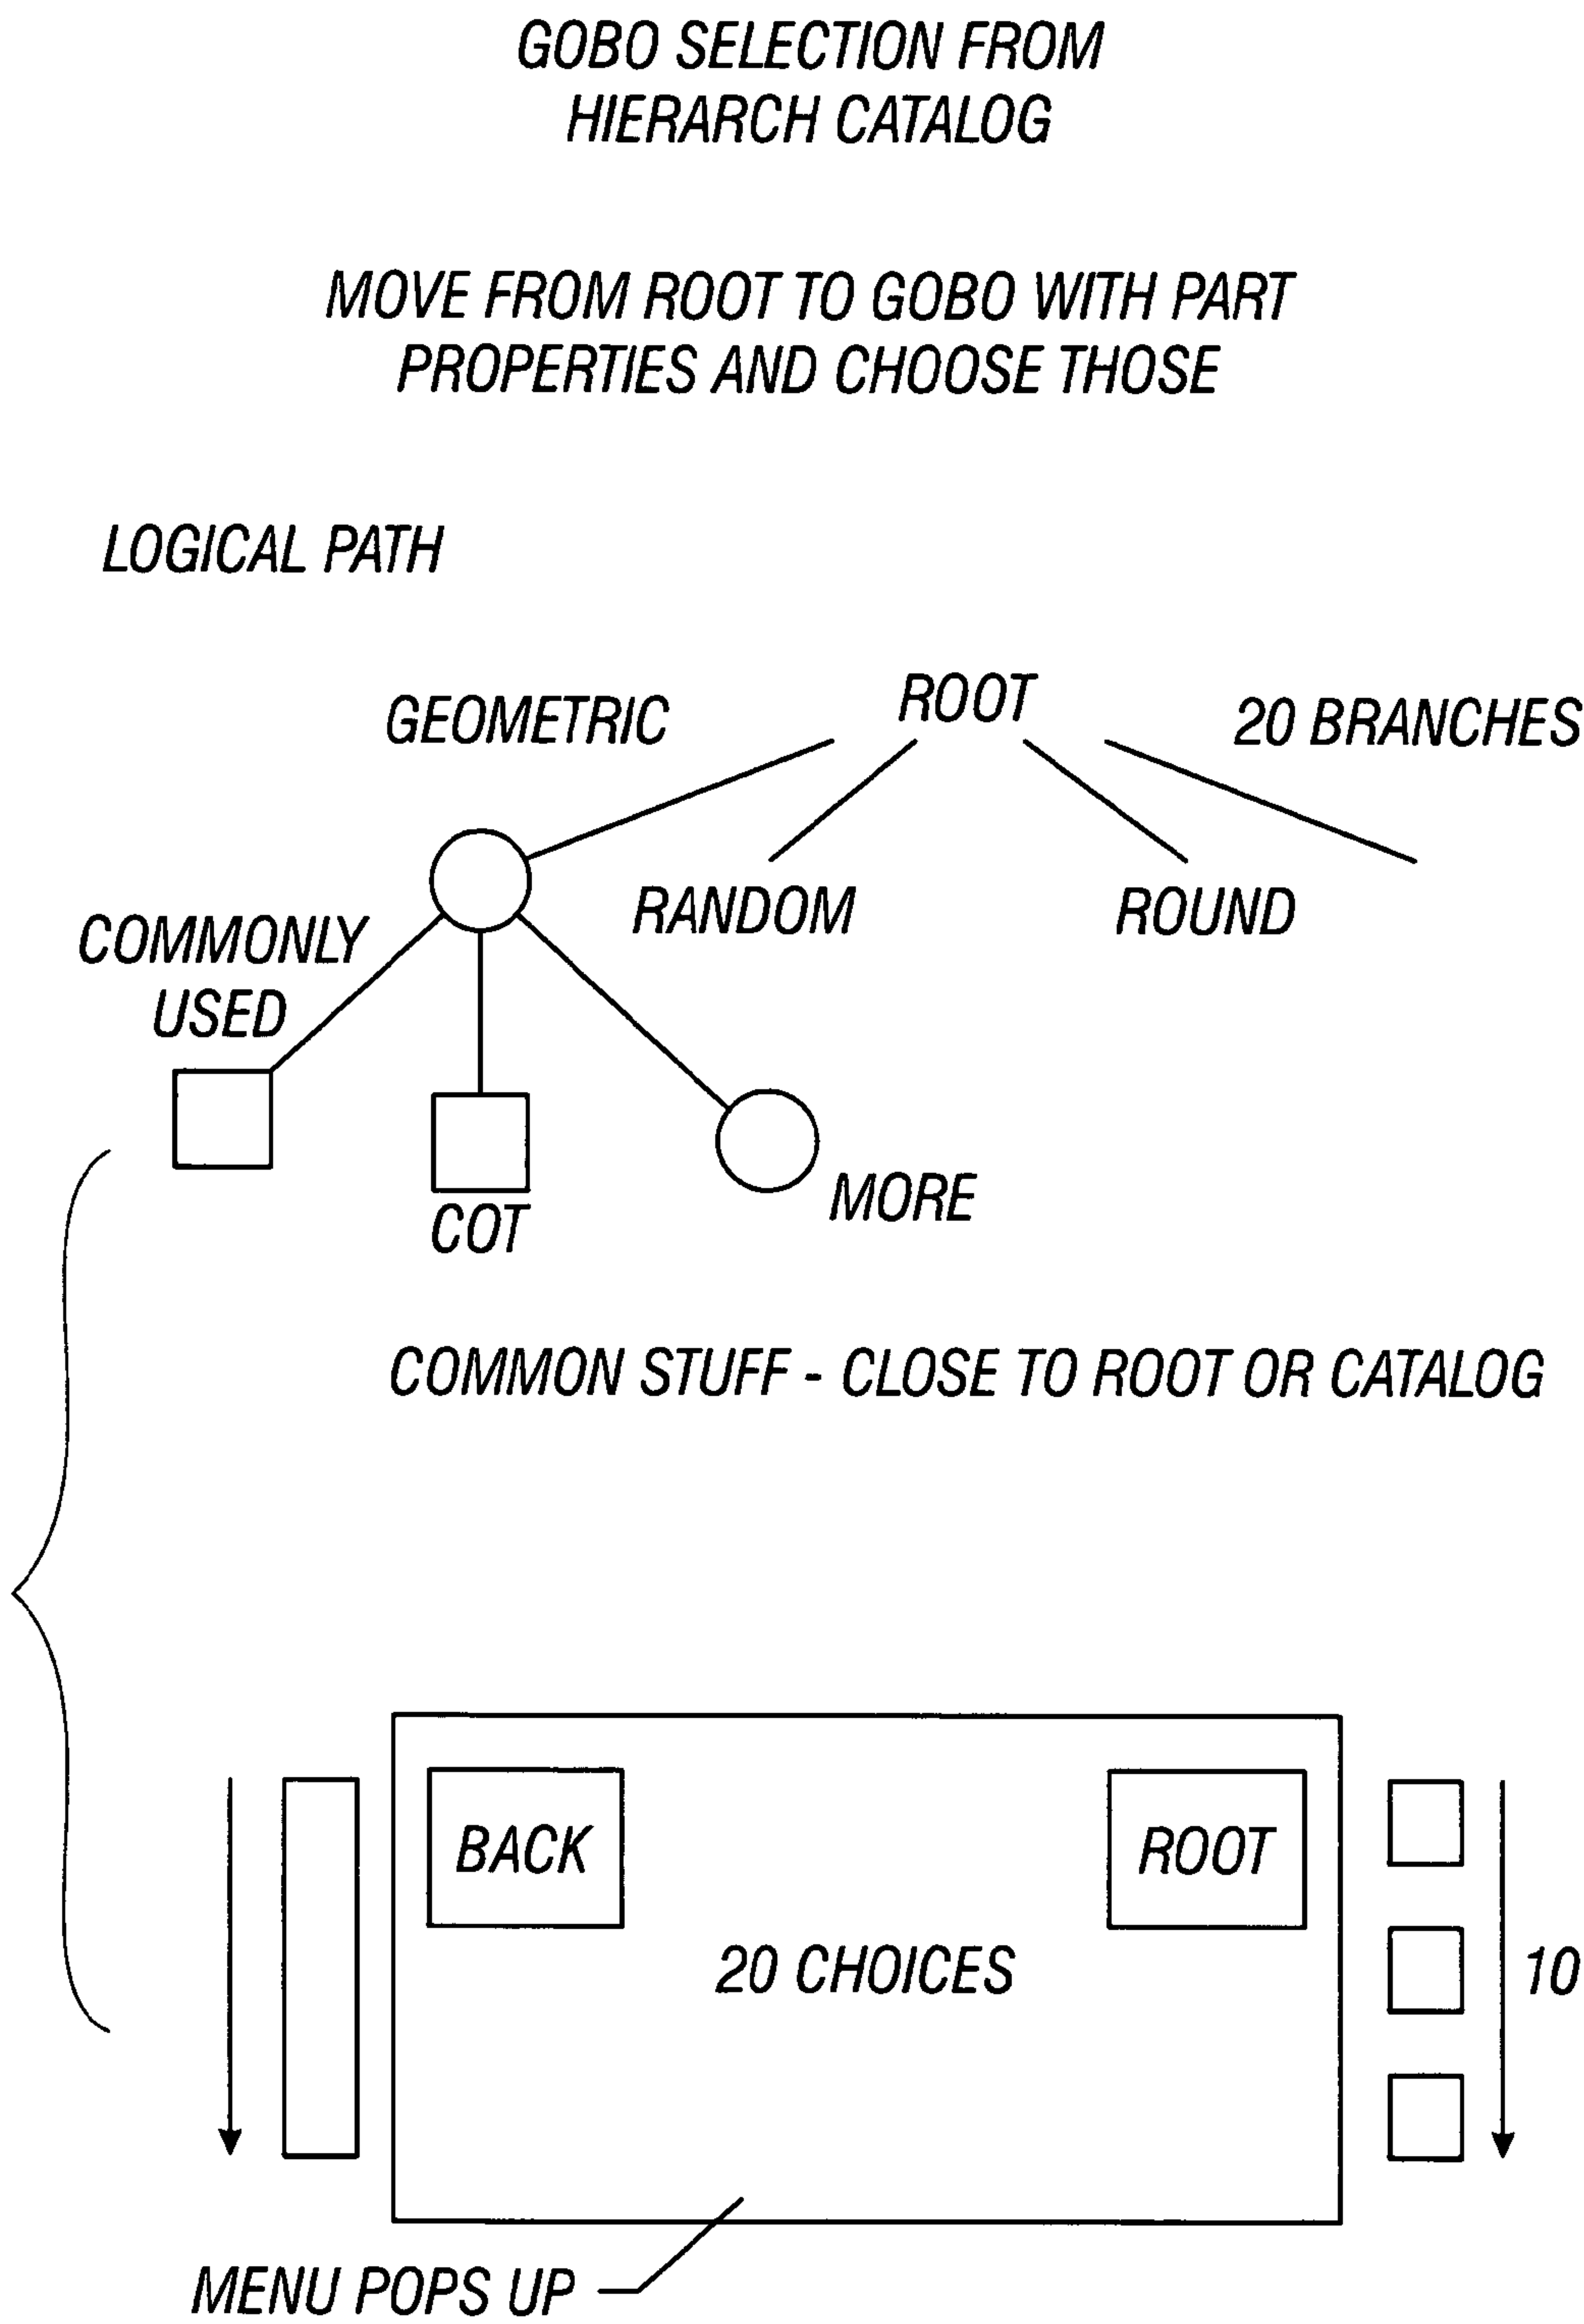 GOBO SELECTION FROM
HIERARCH CATALOG
MOVE FROM ROOT TO GOBO WITH PART
PROPERTIES AND CHOOSE THOSE
LOGICAL PATH
GEOMETRIC
ROOT
20 BRANCHES
RANDOM
ROUND
COMMONLY
USED
COT
MORE
COMMON STUFF - CLOSE TO ROOT OR CATALOG
BACK
ROOT
20 CHOICES
10
MENU POPS UP